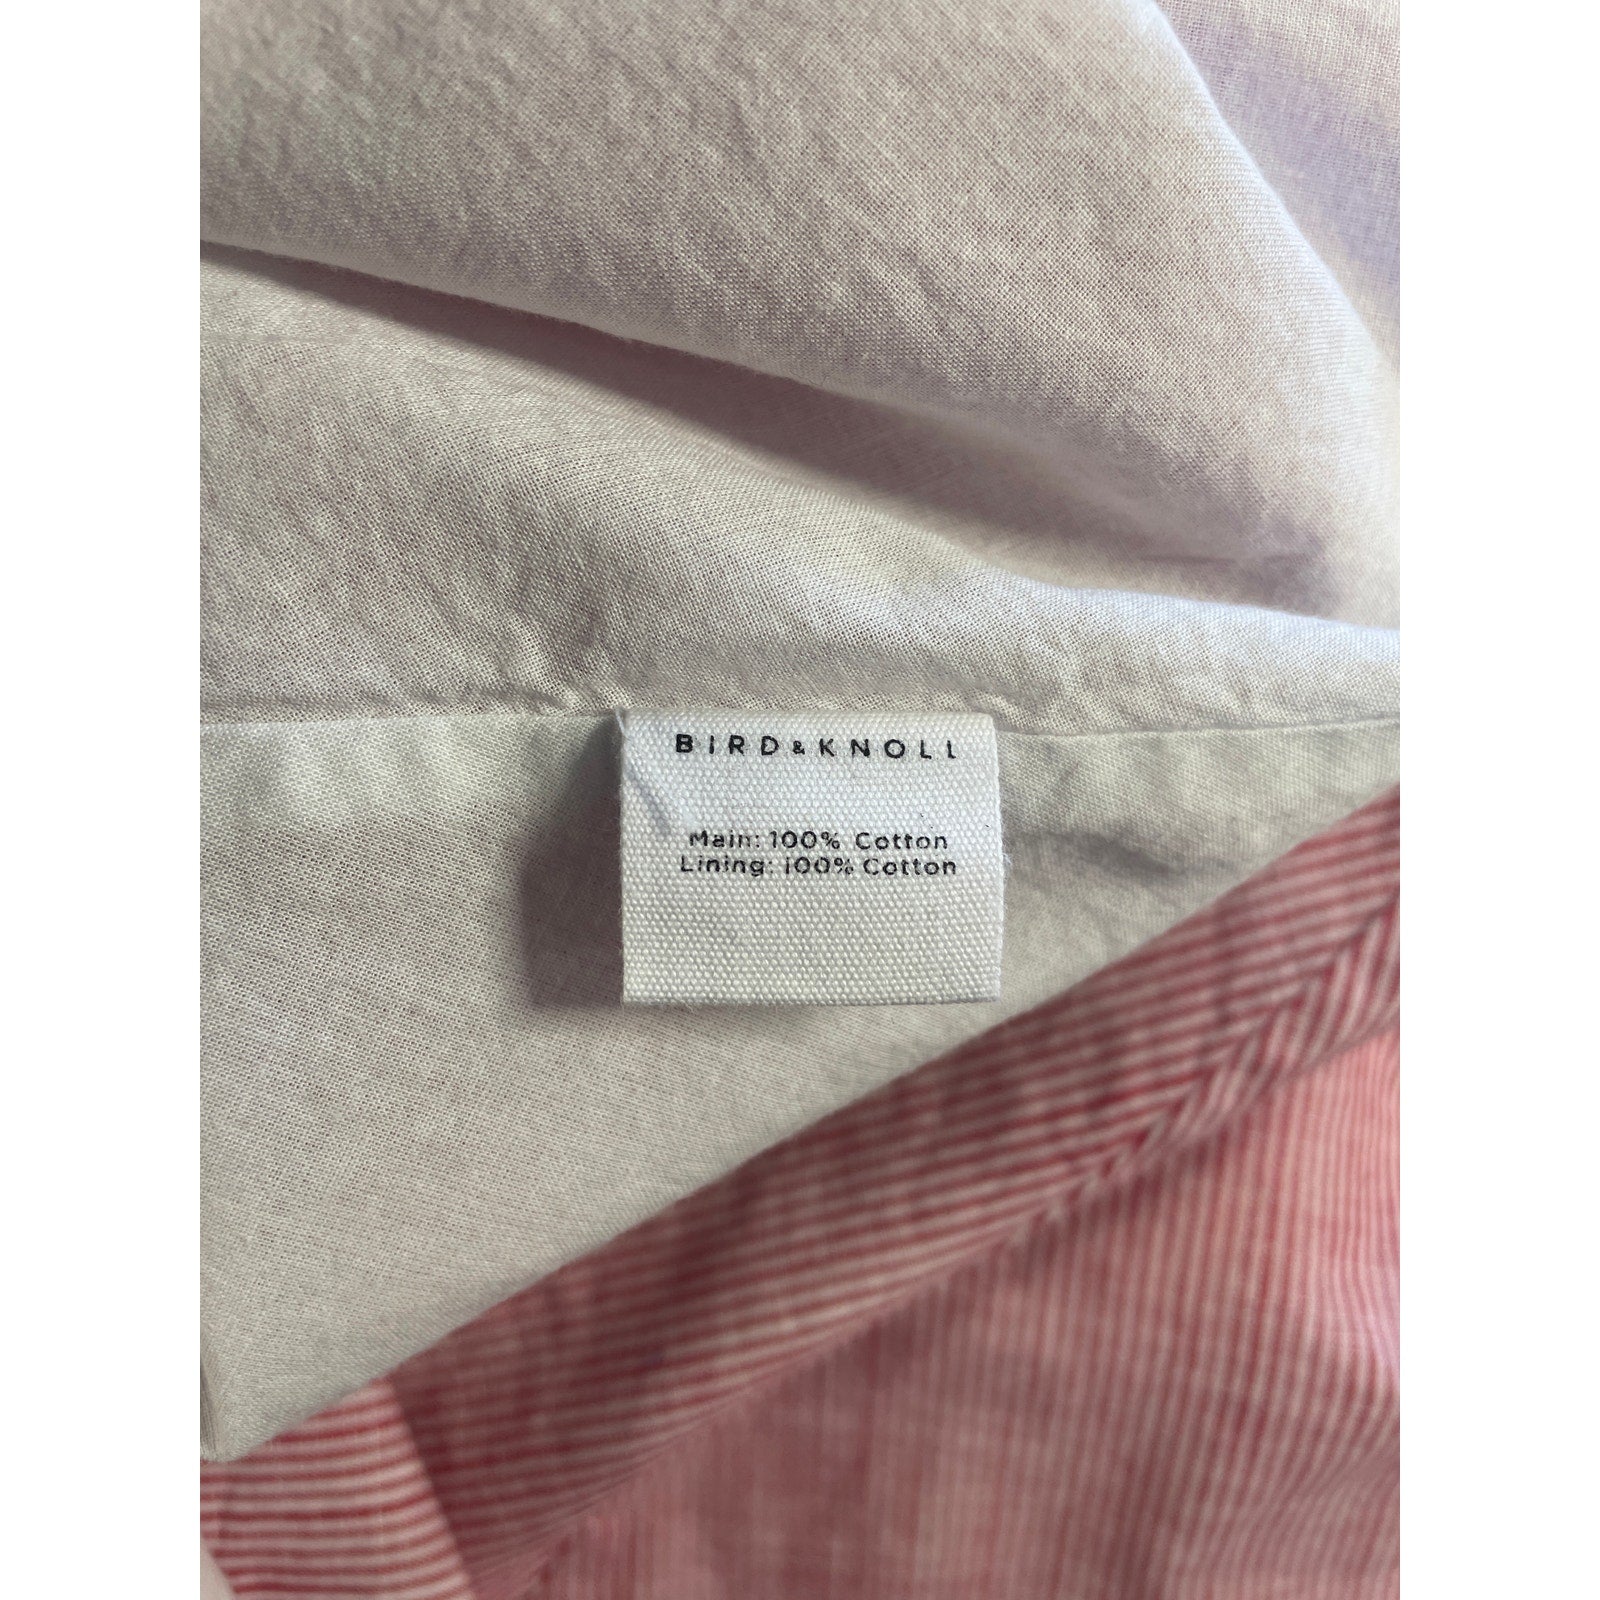 BIRD&KNOLL
Main: 100% Cotton
Lining: 100% Cotton